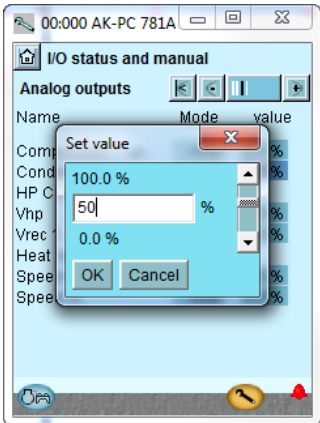 00:000 AK-PC 781A
I/O status and manual
Analog outputs
Name Mode value
Set value
100.0 %
50 %
0.0 %
OK Cancel
Comp %
Cond %
HP C
Vhp %
Vrec %
Heat
Spee %
Spee %